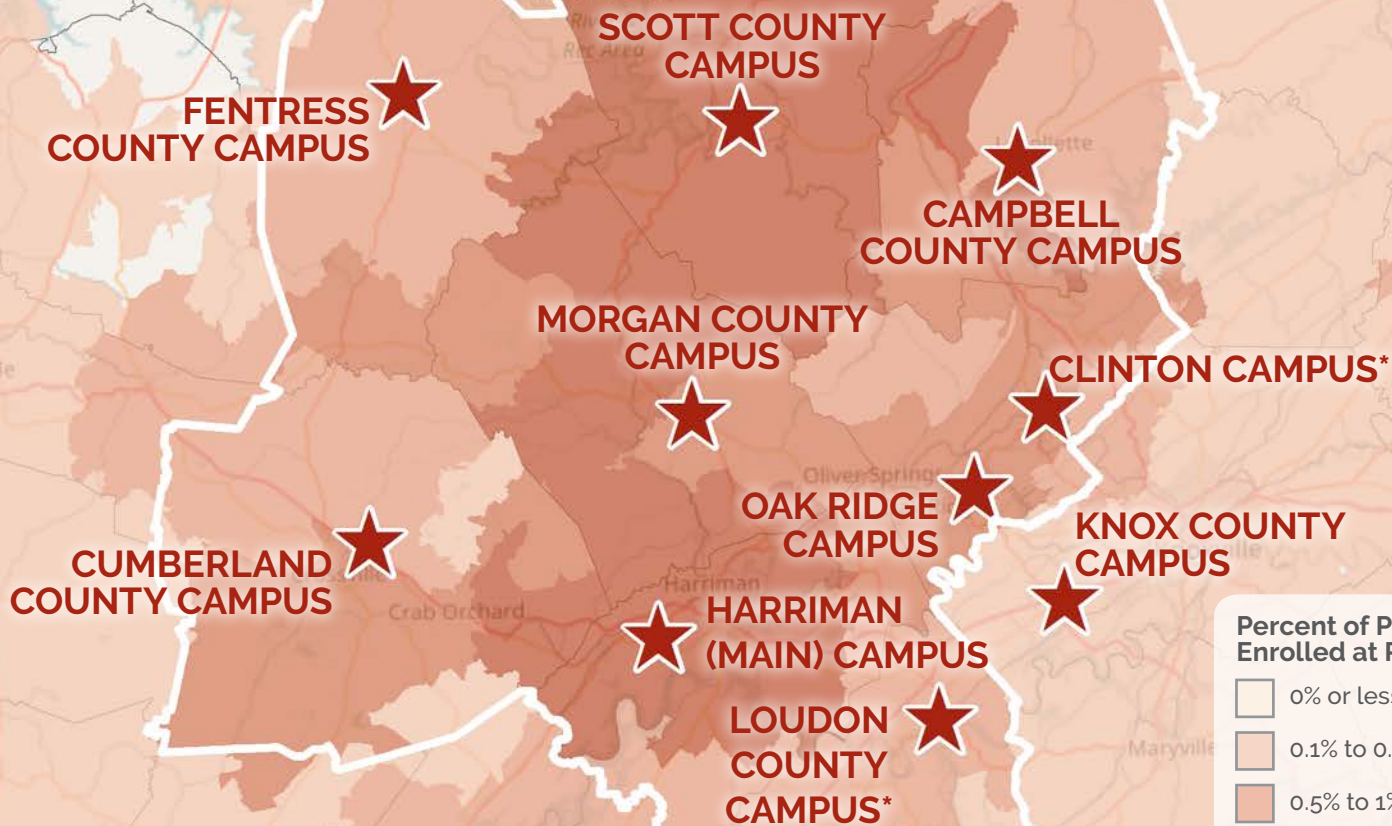 SCOTT COUNTY
CAMPUS
FENTRESS
COUNTY CAMPUS
CAMPBELL
COUNTY CAMPUS
MORGAN COUNTY
CAMPUS
CLINTON CAMPUS*
Oliver Springs
OAK RIDGE
CAMPUS
KNOX COUNTY
CAMPUS
CUMBERLAND
COUNTY CAMPUS
Crab Orchard
Harriman
HARRIMAN
(MAIN) CAMPUS
LOUDON
COUNTY
CAMPUS*
Maryville
Percent of P
Enrolled at
0% or les
0.1% to 0.
0.5% to 1%